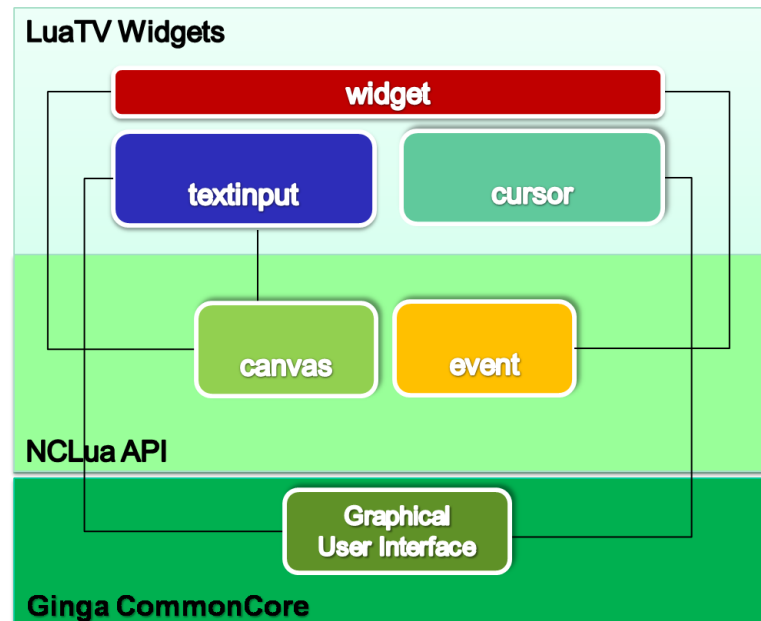 LuaTV Widgets
widget
textinput
cursor
canvas
event
NCLua API
Graphical
User Interface
Ginga CommonCore